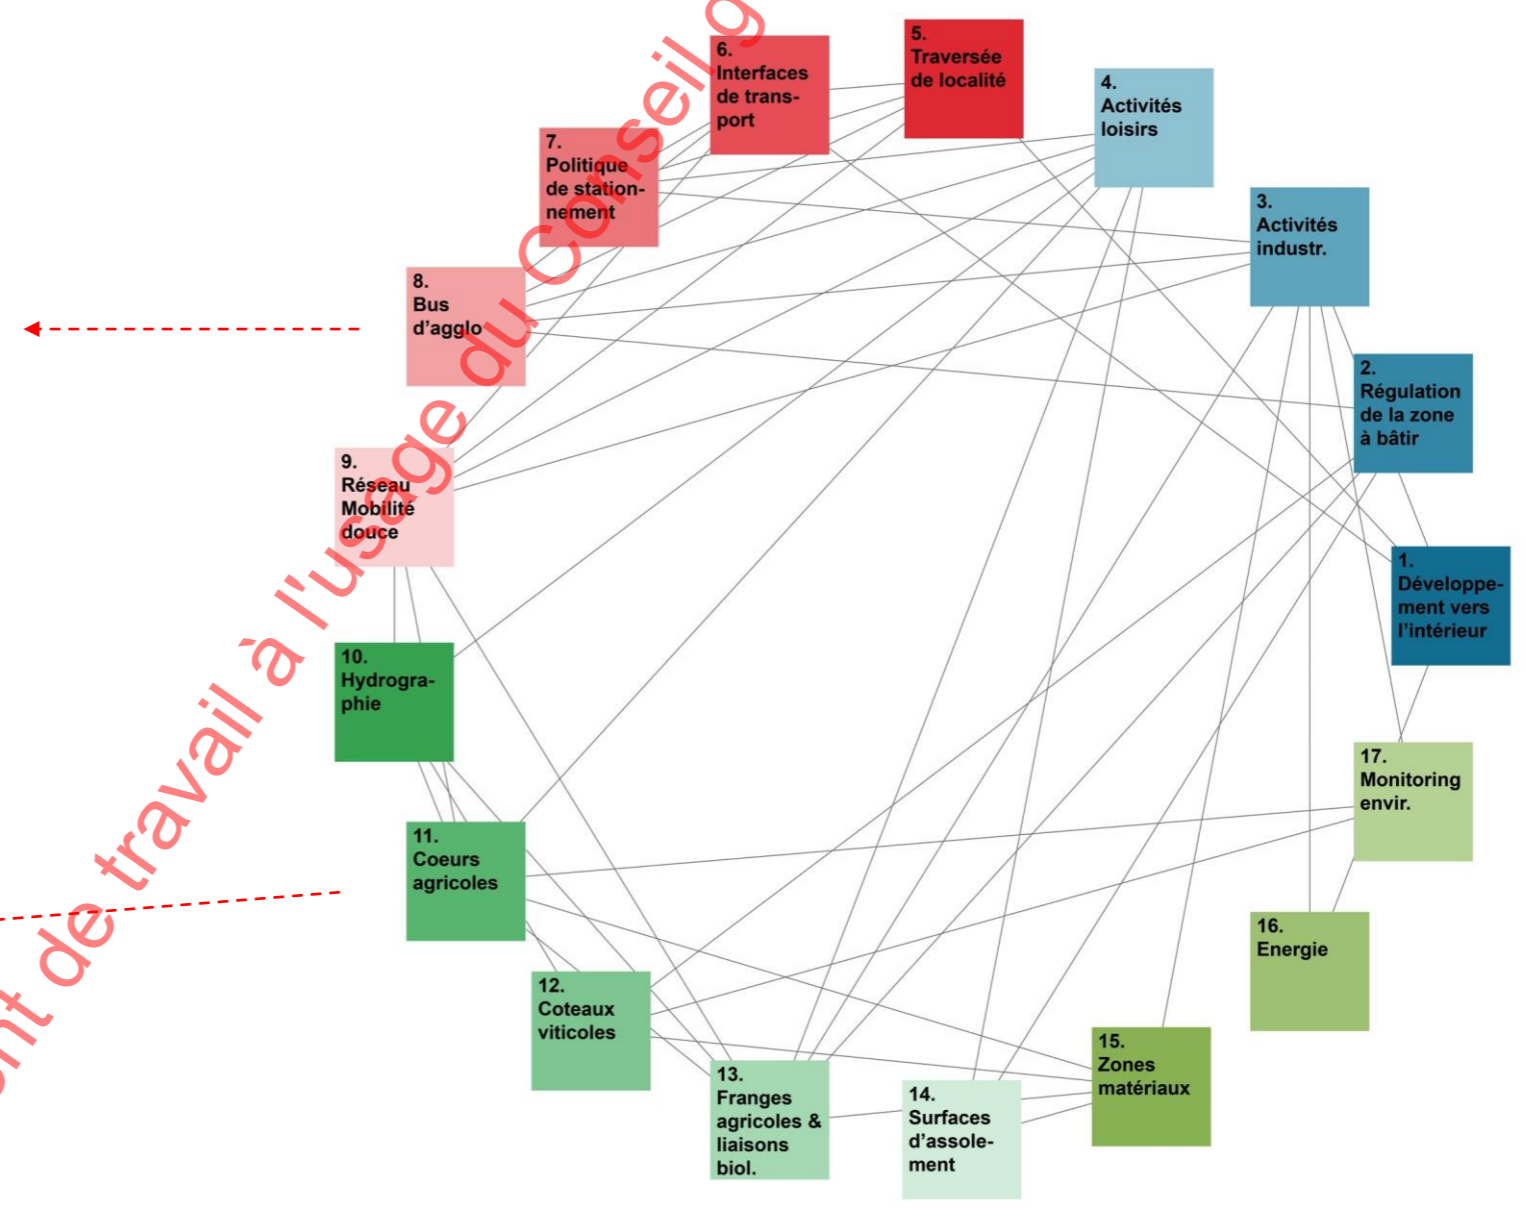 5.
Traversée
de localité
6.
Interfaces
de trans-
port
4.
Activités
loisirs
7.
Politique
de station-
nement
3.
Activités
industr.
8.
Bus
d'agglo
2.
Régulation
de la zone
à bâtir
9.
Réseau
Mobilité
douce
1.
Développe-
ment vers
l'intérieur
10.
Hydrogra-
phie
17.
Monitoring
envir.
11.
Coeurs
agricoles
16.
Energie
12.
Coteaux
viticoles
15.
Zones
matériaux
13.
Franges
agricoles &
liaisons
biol.
14.
Surfaces
d'assole-
ment
de travail à l'usage du Conseil